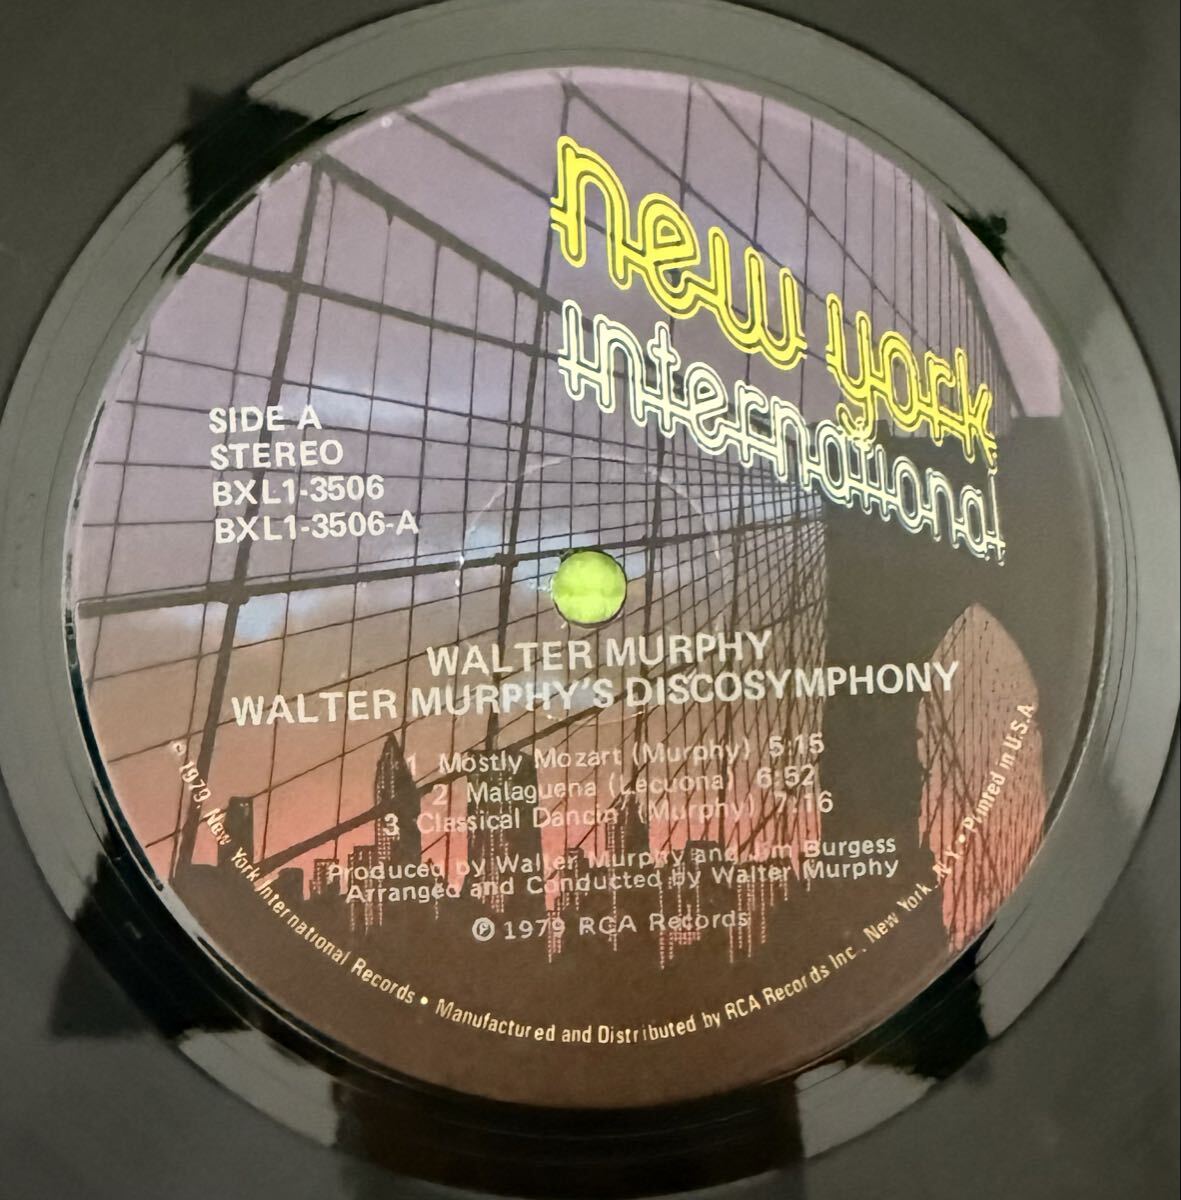 new york
International
SIDE A
STEREO
BXL1-3506
BXL1-3506-A
WALTER MURPHY
WALTER MURPHY'S DISCOSYMPHONY
1 Mostly Mozart (Murphy) 5:15
2 Malaguena (Lecuona) 6:52
3 Classical Dancin' (Murphy) 7:16
Produced by Walter Murphy and Jim Burgess
Arranged and Conducted by Walter Murphy
℗ 1979 RCA Records
© 1979, New York International Records • Manufactured and Distributed by RCA Records Inc., New York, N.Y. • Printed in U.S.A.